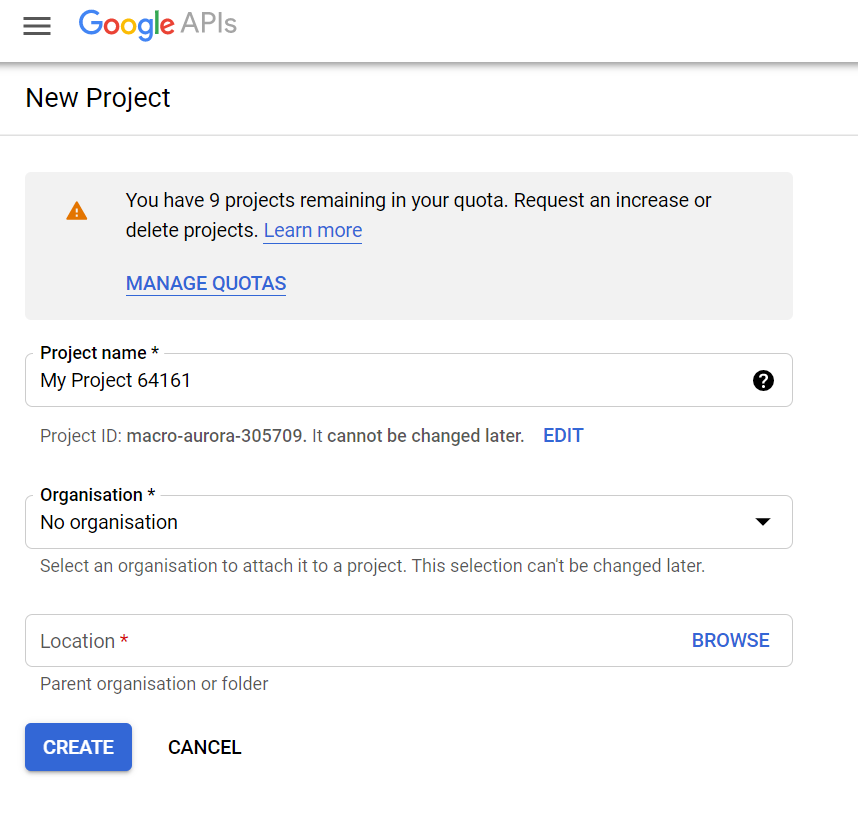 Google APIs
New Project
You have 9 projects remaining in your quota. Request an increase or
delete projects. Learn more
MANAGE QUOTAS
Project name *
My Project 64161
Project ID: macro-aurora-305709. It cannot be changed later. EDIT
Organisation *
No organisation
Select an organisation to attach it to a project. This selection can't be changed later.
Location * BROWSE
Parent organisation or folder
CREATE CANCEL